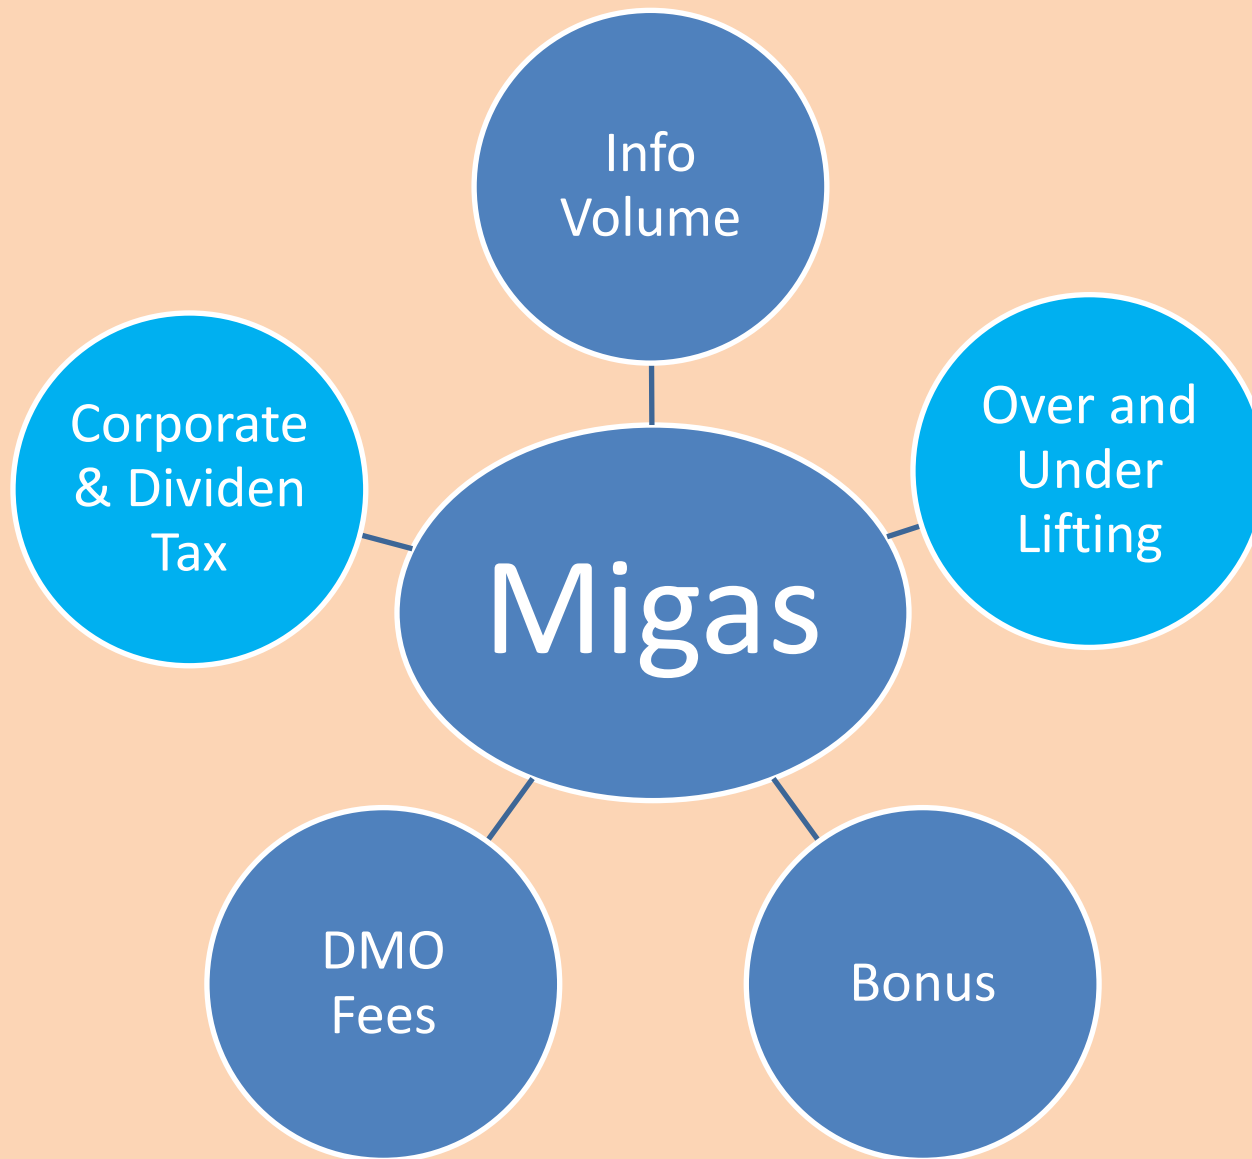 Info
Volume
Over and
Under
Lifting
Corporate
& Dividen
Tax
Migas
DMO
Fees
Bonus